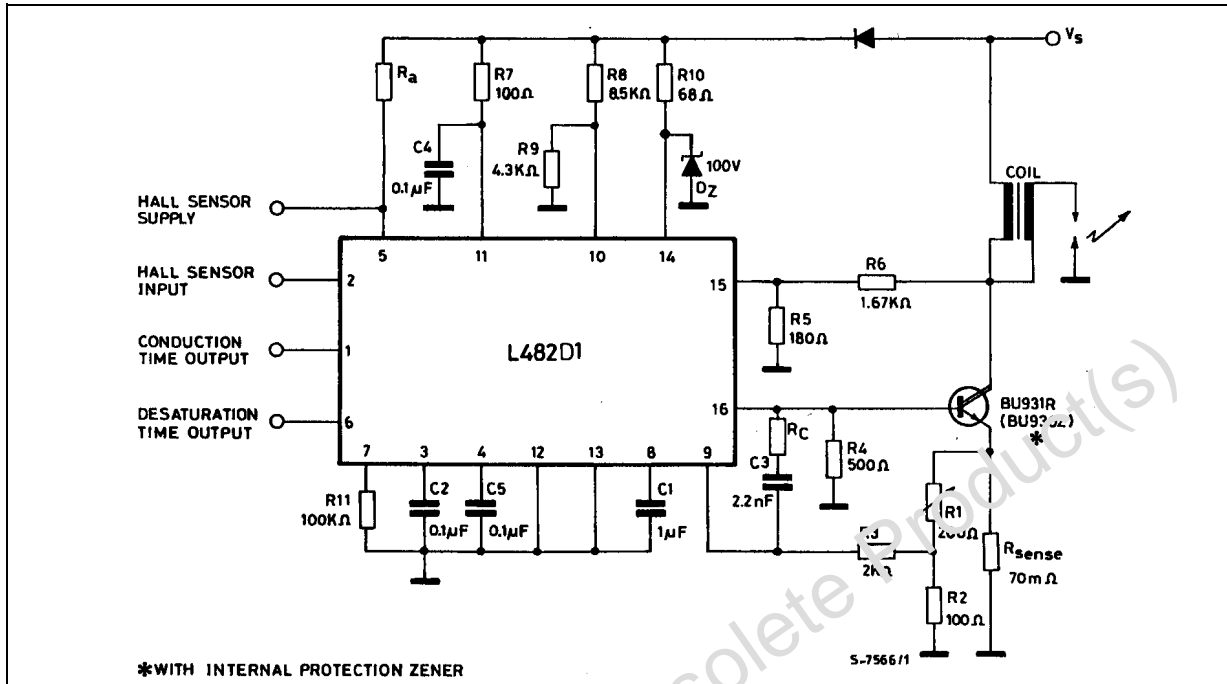 Vs
Ra
R7
100Ω
R8
8.5KΩ
R10
68Ω
C4
0.1µF
R9
4.3KΩ
100V
DZ
COIL
HALL SENSOR
SUPPLY
5
11
10
14
HALL SENSOR
INPUT
2
15
R6
1.67KΩ
R5
180Ω
CONDUCTION
TIME OUTPUT
1
L482D1
DESATURATION
TIME OUTPUT
6
16
BU931R
*
RC
C3
2.2nF
R4
500Ω
7
3
4
12
13
8
9
R11
100KΩ
C2
0.1µF
C5
0.1µF
C1
1µF
R1
2KΩ
Rsense
70mΩ
R2
100Ω
S-7566/1
*WITH INTERNAL PROTECTION ZENER
solete Product(s)